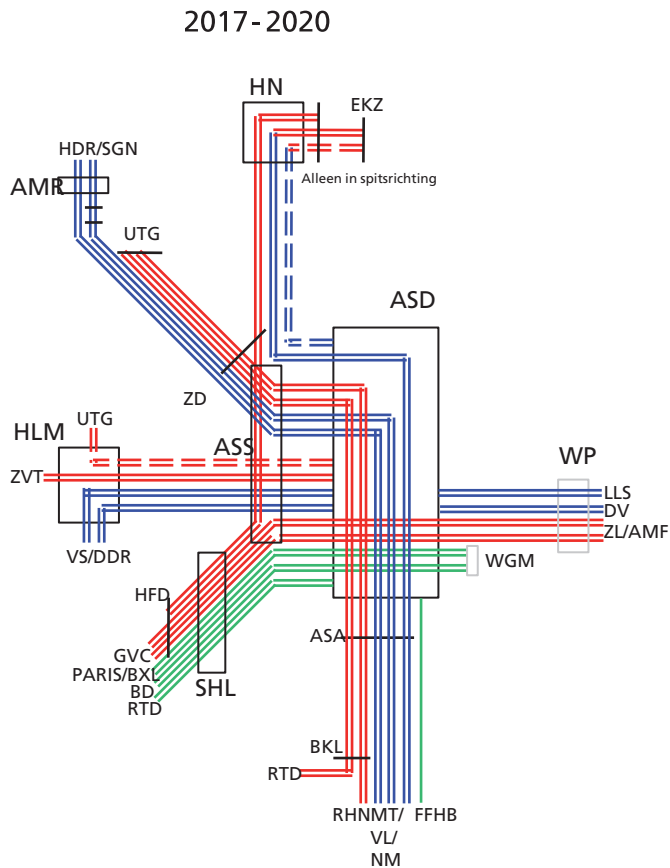 2017-2020
HN
EKZ
HDR/SGN
Alleen in spitsrichting
AMR
UTG
ASD
ZD
UTG
HLM
ASS
WP
ZVT
LLS
DV
ZL/AMF
VS/DDR
WGM
HFD
ASA
GVC
PARIS/BXL
SHL
BD
RTD
BKL
RTD
RHNMT/ FFHB
VL/
NM